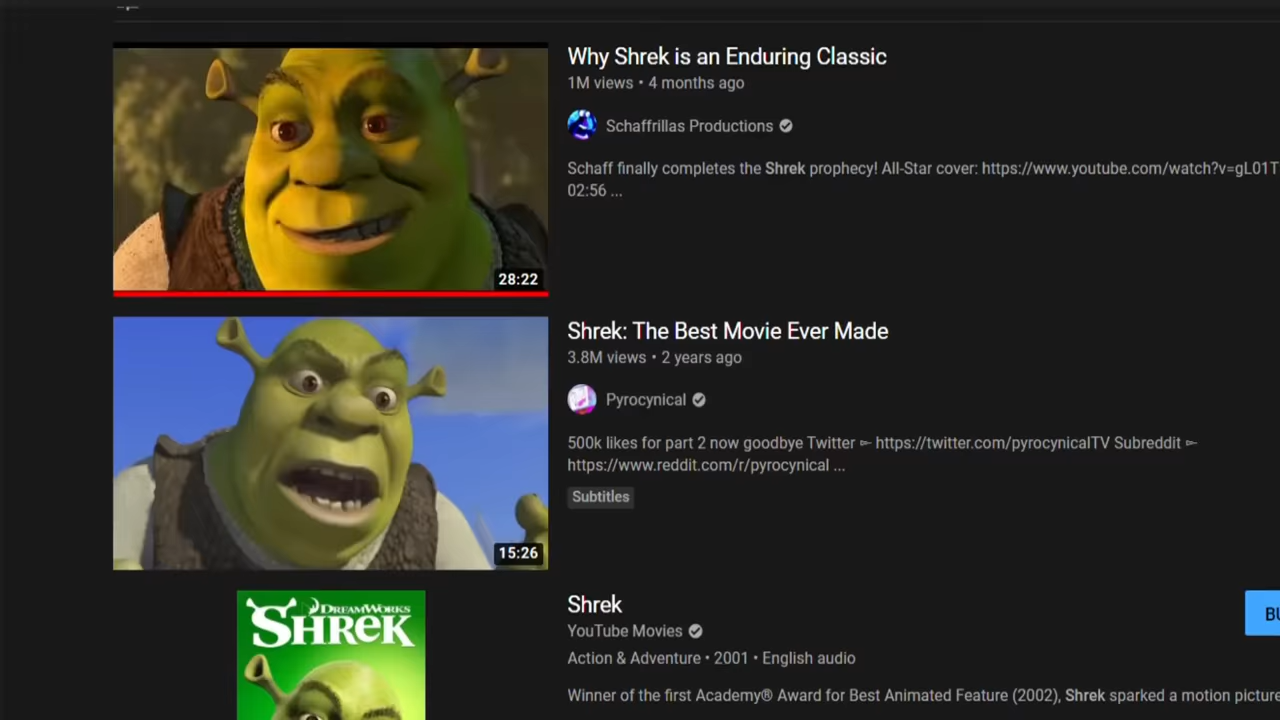 Why Shrek is an Enduring Classic
1M views • 4 months ago
Schaffrillas Productions
Schaff finally completes the Shrek prophecy! All-Star cover: https://www.youtube.com/watch?v=gL01T
02:56 ...
28:22
Shrek: The Best Movie Ever Made
3.8M views • 2 years ago
Pyrocynical
500k likes for part 2 now goodbye Twitter ► https://twitter.com/pyrocynicalTV Subreddit ►
https://www.reddit.com/r/pyrocynical ...
Subtitles
15:26
DREAMWORKS
SHREK
Shrek
YouTube Movies
Action & Adventure • 2001 • English audio
Winner of the first Academy® Award for Best Animated Feature (2002), Shrek sparked a motion picture